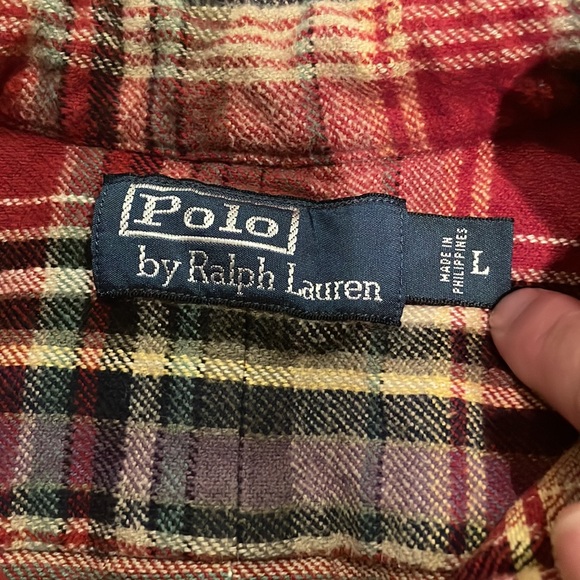 Polo
by Ralph Lauren
MADE IN
PHILIPPINES
L